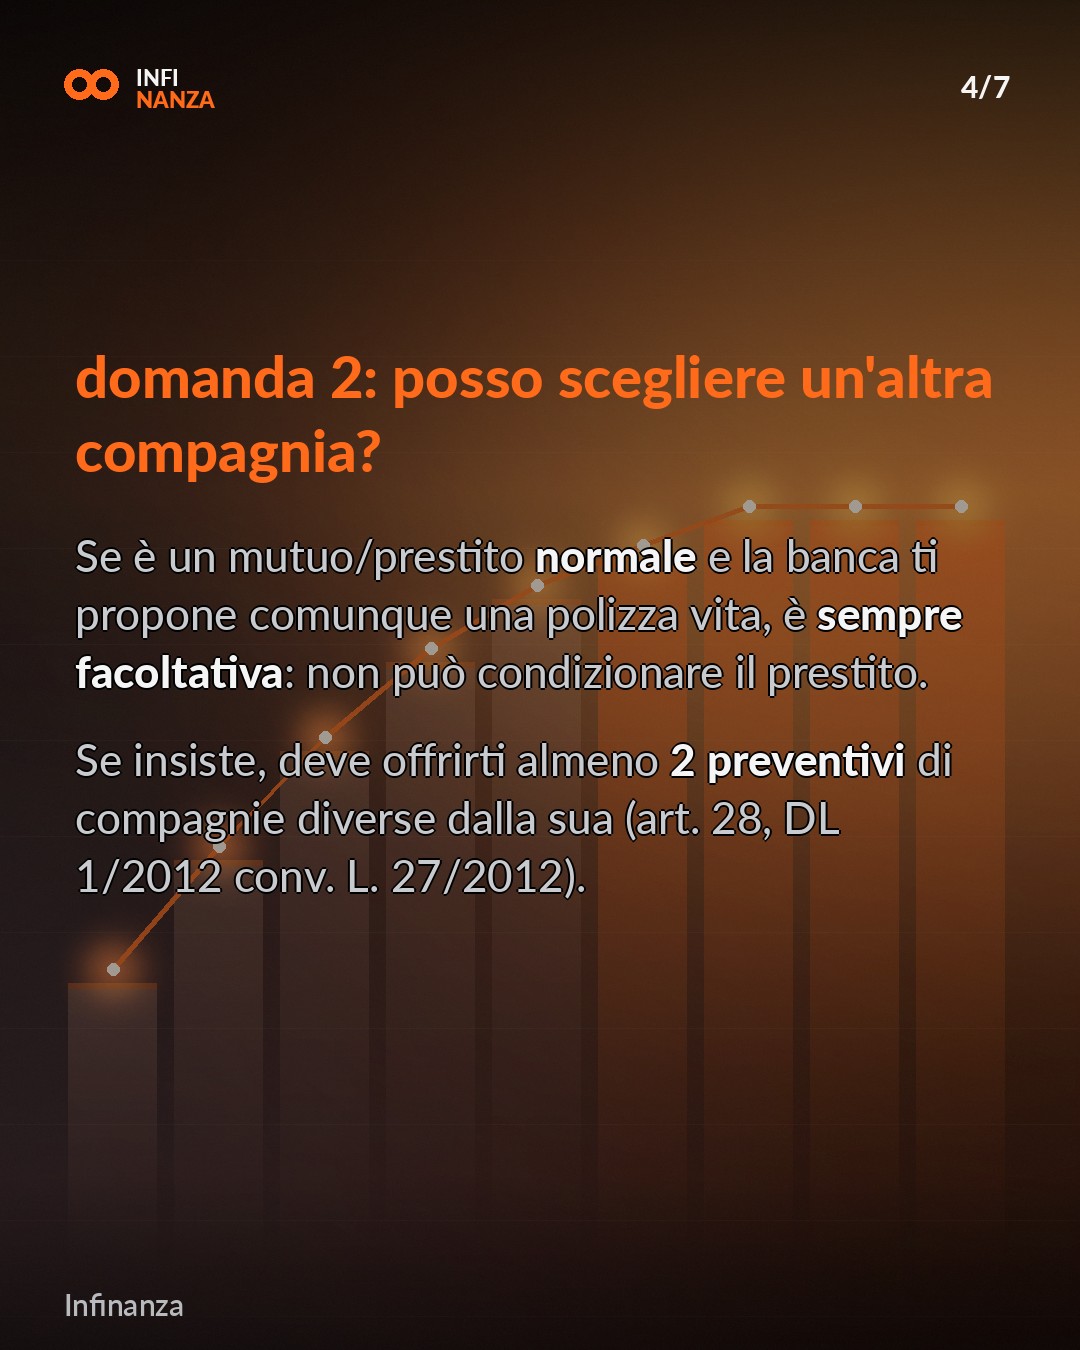 INFI
NANZA
4/7
domanda 2: posso scegliere un'altra
compagnia?
Se è un mutuo/prestito normale e la banca ti
propone comunque una polizza vita, è sempre
facoltativa: non può condizionare il prestito.
Se insiste, deve offrirti almeno 2 preventivi di
compagnie diverse dalla sua (art. 28, DL
1/2012 conv. L. 27/2012).
Infinanza